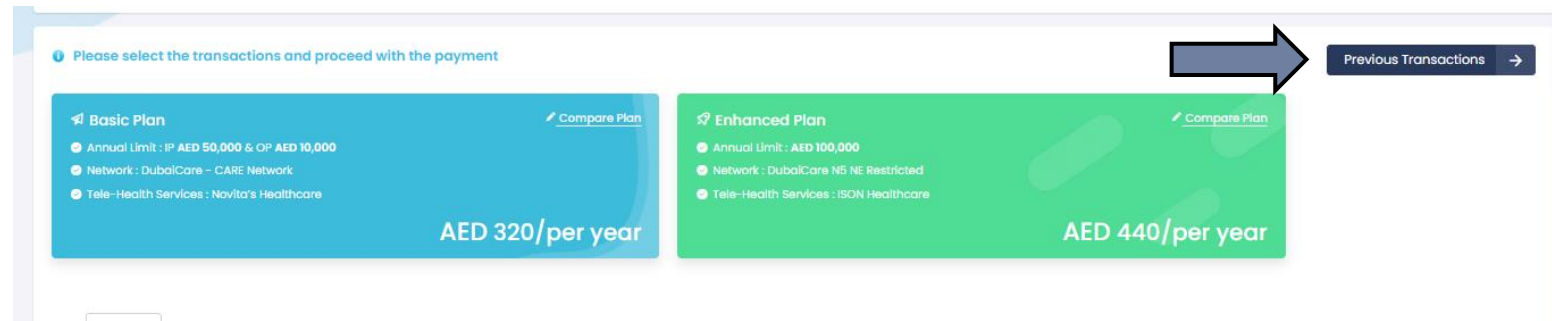 Please select the transactions and proceed with the payment
Previous Transactions
Basic Plan
Compare Plan
Annual Limit : IP AED 50,000 & OP AED 10,000
Network : DubaiCare - CARE Network
Tele-Health Services : Novita's Healthcare
AED 320/per year
Enhanced Plan
Compare Plan
Annual Limit : AED 100,000
Network : DubaiCare N5 NE Restricted
Tele-Health Services : ISON Healthcare
AED 440/per year